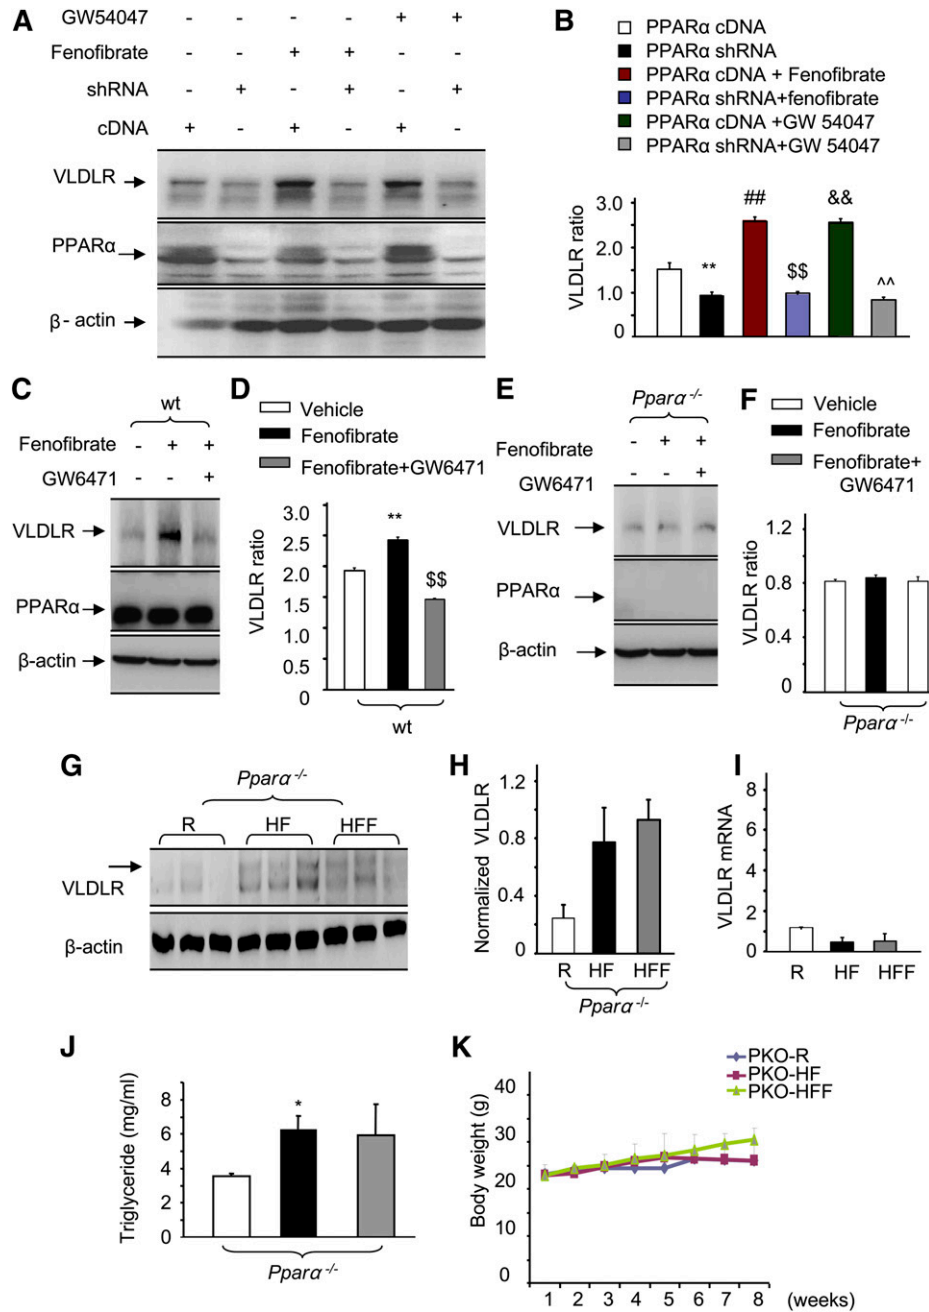 A
GW54047 - - - - + +
Fenofibrate - - + + - -
shRNA - + - + - +
cDNA + - + - + -
VLDLR
PPARα
β- actin
B
PPARα cDNA
PPARα shRNA
PPARα cDNA + Fenofibrate
PPARα shRNA+fenofibrate
PPARα cDNA +GW 54047
PPARα shRNA+GW 54047
VLDLR ratio
3.0
2.0
1.0
0
** ## $$ && ^^
C
wt
Fenofibrate - + +
GW6471 - - +
VLDLR
PPARα
β-actin
D
Vehicle
Fenofibrate
Fenofibrate+GW6471
VLDLR ratio
3.0
2.5
2.0
1.5
1.0
0.5
0
**
$$
wt
E
Pparα -/-
Fenofibrate - + +
GW6471 - - +
VLDLR
PPARα
β-actin
F
Vehicle
Fenofibrate
Fenofibrate+
GW6471
VLDLR ratio
1.2
0.8
0.4
0
Pparα -/-
G
Pparα -/-
R HF HFF
VLDLR
β-actin
H
Normalized VLDLR
1.2
0.8
0.4
0
R HF HFF
Pparα -/-
I
VLDLR mRNA
8
6
4
2
0
R HF HFF
J
Triglyceride (mg/ml)
8
6
4
2
0
*
Pparα -/-
K
PKO-R
PKO-HF
PKO-HFF
Body weight (g)
40
30
20
10
0
1 2 3 4 5 6 7 8 (weeks)